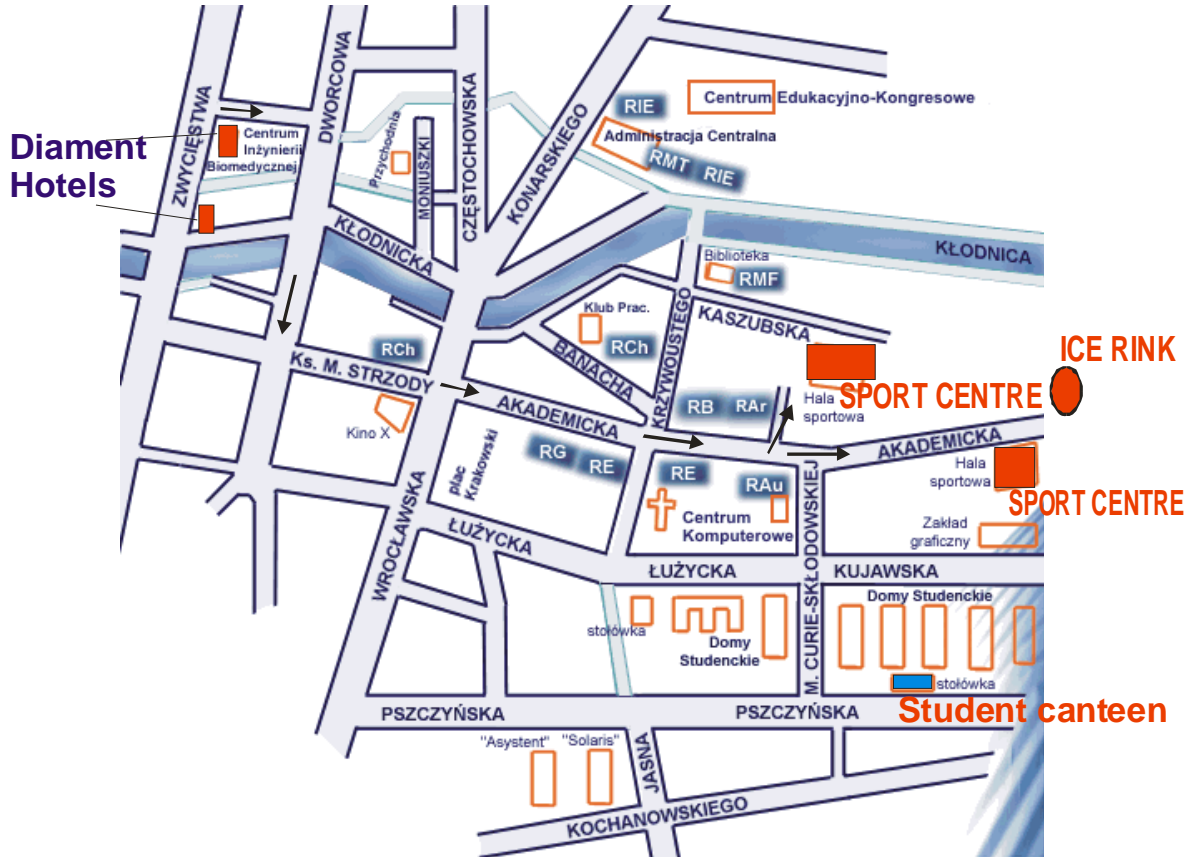 ZWYCIĘSTWA
DWORCOWA
CZĘSTOCHOWSKA
KONARSKIEGO
RIE
Centrum Edukacyjno-Kongresowe
Administracja Centralna
RMT
RIE
Diament
Hotels
Centrum
Inżynierii
Biomedycznej
Przychodnia
MONIUSZKI
KŁODNICKA
KŁODNICA
Biblioteka
RMF
KASZUBSKA
Klub Prac.
RCh
BANACHA
KRZYWOUSTEGO
RCh
Ks. M. STRZODY
Kino X
AKADEMICKA
RB
RAr
Hala
sportowa
SPORT CENTRE
ICE RINK
AKADEMICKA
Hala
sportowa
SPORT CENTRE
plac
Krakowski
RG
RE
RE
RAu
Centrum
Komputerowe
Zakład
graficzny
WROCŁAWSKA
ŁUŻYCKA
ŁUŻYCKA
M. CURIE-SKŁODOWSKIEJ
KUJAWSKA
Domy Studenckie
stołówka
Domy
Studenckie
stołówka
Student canteen
PSZCZYŃSKA
PSZCZYŃSKA
"Asystent"
"Solaris"
JASNA
KOCHANOWSKIEGO